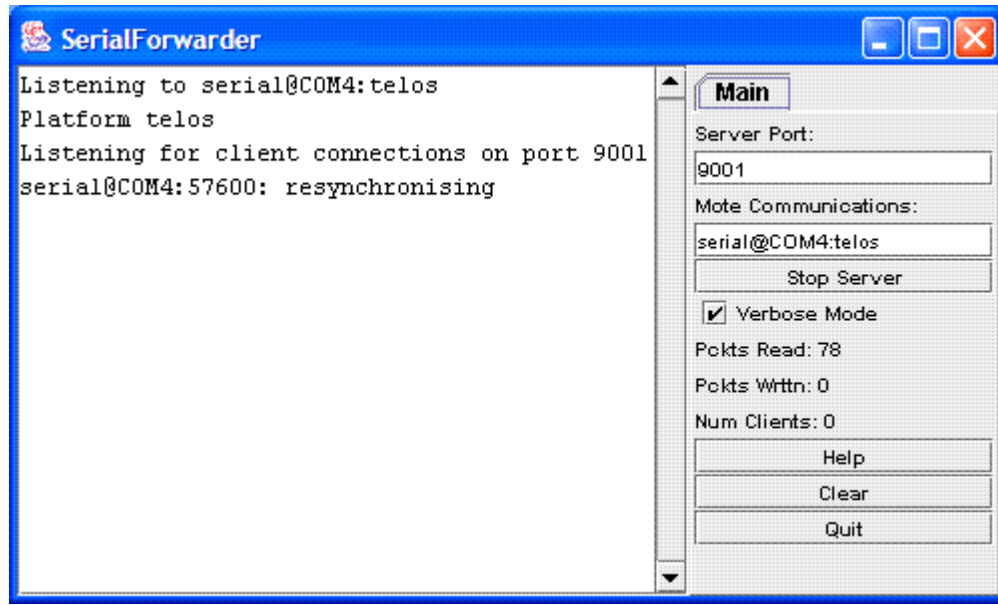 SerialForwarder
Listening to serial@COM4:telos
Platform telos
Listening for client connections on port 9001
serial@COM4:57600: resynchronising
Main
Server Port:
9001
Mote Communications:
serial@COM4:telos
Stop Server
Verbose Mode
Pckts Read: 78
Pckts Wrttn: 0
Num Clients: 0
Help
Clear
Quit